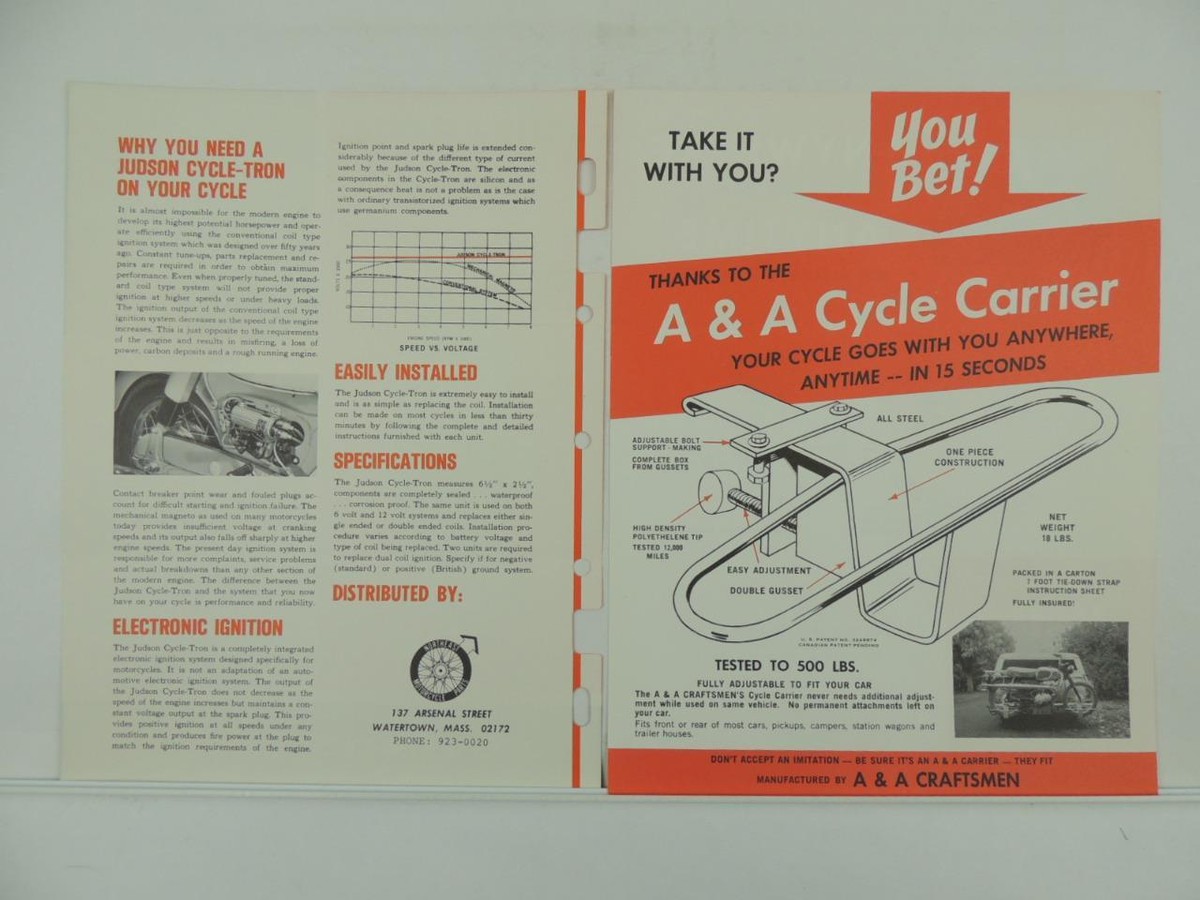 WHY YOU NEED A
JUDSON CYCLE-TRON
ON YOUR CYCLE
It is almost impossible for the modern engine to
develop its highest potential horsepower and oper-
ate efficiently using the conventional coil type
ignition system which was designed over fifty years
ago. Constant tune-ups, parts replacement and re-
pairs are required in order to obtain maximum
performance. Even when properly tuned, the stand-
ard coil type system will not provide proper
ignition at higher speeds or under heavy loads.
The ignition output of the conventional coil type
ignition system decreases as the speed of the engine
increases. This is just opposite to the requirements
of the engine and results in misfiring, a loss of
power, carbon deposits and a rough running engine.
Contact breaker point wear and fouled plugs ac-
count for difficult starting and ignition failure. The
mechanical magneto as used on many motorcycles
today provides insufficient voltage at cranking
speeds and its output also falls off sharply at higher
engine speeds. The present day ignition system is
responsible for more complaints, service problems
and actual breakdowns than any other section of
the modern engine. The difference between the
Judson Cycle-Tron and the system that you now
have on your cycle is performance and reliability.
ELECTRONIC IGNITION
The Judson Cycle-Tron is a completely integrated
electronic ignition system designed specifically for
motorcycles. It is not an adaptation of an auto-
motive electronic ignition system. The output of
the Judson Cycle-Tron does not decrease as the
speed of the engine increases but maintains a con-
stant voltage output at the spark plug. This pro-
vides positive ignition at all speeds under any
condition and produces fire power at the plug to
match the ignition requirements of the engine.
Ignition point and spark plug life is extended con-
siderably because of the different type of current
used by the Judson Cycle-Tron. The electronic
components in the Cycle-Tron are silicon and as
a consequence heat is not a problem as is the case
with ordinary transistorized ignition systems which
use germanium components.
JUDSON CYCLE-TRON
MECHANICAL MAGNETO
CONVENTIONAL SYSTEM
SPEED VS. VOLTAGE
EASILY INSTALLED
The Judson Cycle-Tron is extremely easy to install
and is as simple as replacing the coil. Installation
can be made on most cycles in less than thirty
minutes by following the complete and detailed
instructions furnished with each unit.
SPECIFICATIONS
The Judson Cycle-Tron measures 6½" x 2½",
components are completely sealed . . . waterproof
. . . corrosion proof. The same unit is used on both
6 volt and 12 volt systems and replaces either sin-
gle ended or double ended coils. Installation pro-
cedure varies according to battery voltage and
type of coil being replaced. Two units are required
to replace dual coil ignition. Specify if for negative
(standard) or positive (British) ground system.
DISTRIBUTED BY:
NORTHEAST
MOTORCYCLE PARTS
137 ARSENAL STREET
WATERTOWN, MASS. 02172
PHONE: 923-0020
TAKE IT
WITH YOU?
You
Bet!
THANKS TO THE
A & A Cycle Carrier
YOUR CYCLE GOES WITH YOU ANYWHERE,
ANYTIME -- IN 15 SECONDS
ALL STEEL
ADJUSTABLE BOLT
SUPPORT - MAKING
COMPLETE BOX
FROM GUSSETS
ONE PIECE
CONSTRUCTION
HIGH DENSITY
POLYETHELENE TIP
TESTED 12,000
MILES
NET
WEIGHT
18 LBS.
EASY ADJUSTMENT
DOUBLE GUSSET
PACKED IN A CARTON
7 FOOT TIE-DOWN STRAP
INSTRUCTION SHEET
FULLY INSURED!
U. S. PATENT NO.
CANADIAN PATENT PENDING
TESTED TO 500 LBS.
FULLY ADJUSTABLE TO FIT YOUR CAR
The A & A CRAFTSMEN'S Cycle Carrier never needs additional adjust-
ment while used on same vehicle. No permanent attachments left on
your car.
Fits front or rear of most cars, pickups, campers, station wagons and
trailer houses.
DON'T ACCEPT AN IMITATION — BE SURE IT'S AN A & A CARRIER — THEY FIT
MANUFACTURED BY A & A CRAFTSMEN